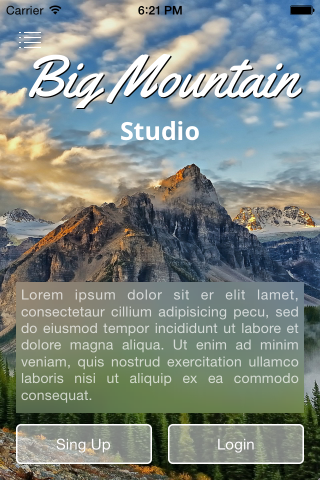 Carrier 6:21 PM
Big Mountain
Studio
Lorem ipsum dolor sit er elit lamet,
consectetaur cillium adipisicing pecu, sed
do eiusmod tempor incididunt ut labore et
dolore magna aliqua. Ut enim ad minim
veniam, quis nostrud exercitation ullamco
laboris nisi ut aliquip ex ea commodo
consequat.
Sing Up Login